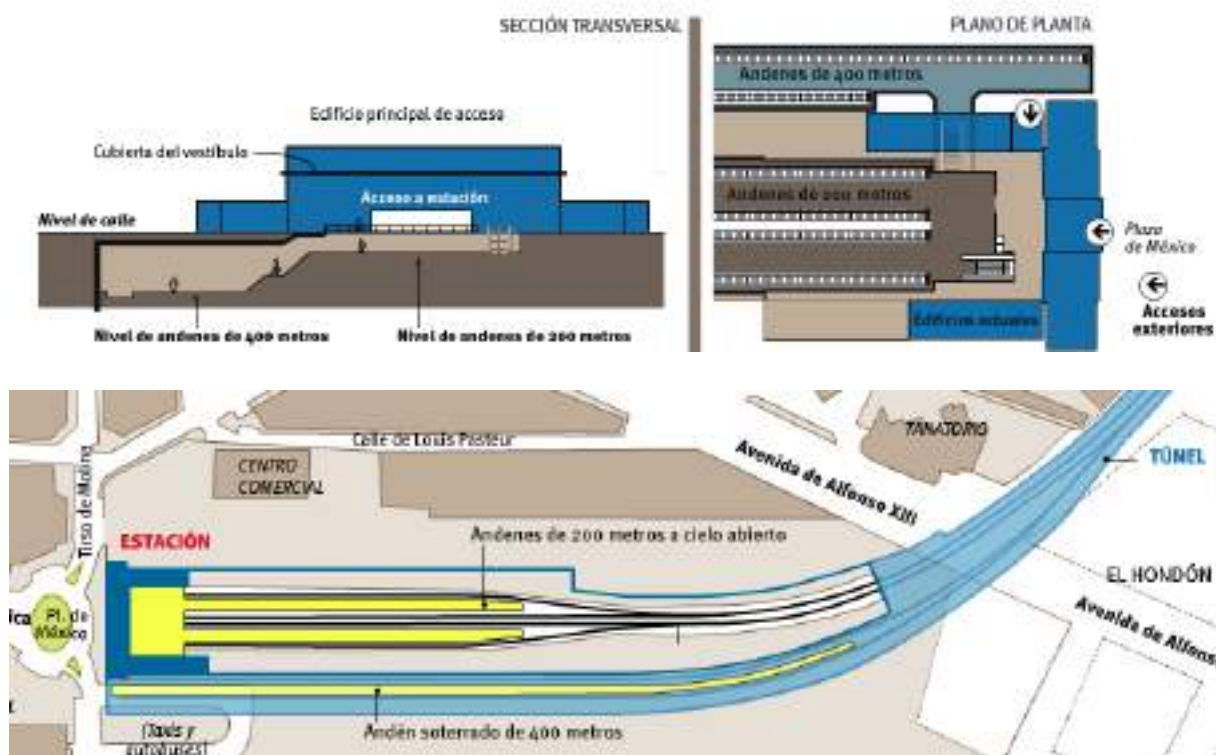 SECCIÓN TRANSVERSAL
Edificio principal de acceso
Cubierta del vestíbulo
Acceso a estación
Nivel de calle
Nivel de andenes de 400 metros
Nivel de andenes de 200 metros
PLANO DE PLANTA
Andenes de 400 metros
Andenes de 200 metros
Plaza
de México
Accesos
exteriores
Edificios actuales
Calle de Louis Pasteur
TANATORIO
Avenida de Alfonso XIII
TÚNEL
CENTRO
COMERCIAL
Tirso de Molina
ESTACIÓN
Andenes de 200 metros a cielo abierto
EL HONDÓN
ica
Pl. de
México
Avenida de Alfonso
Andén soterrado de 400 metros
(Taxis y
autobuses)